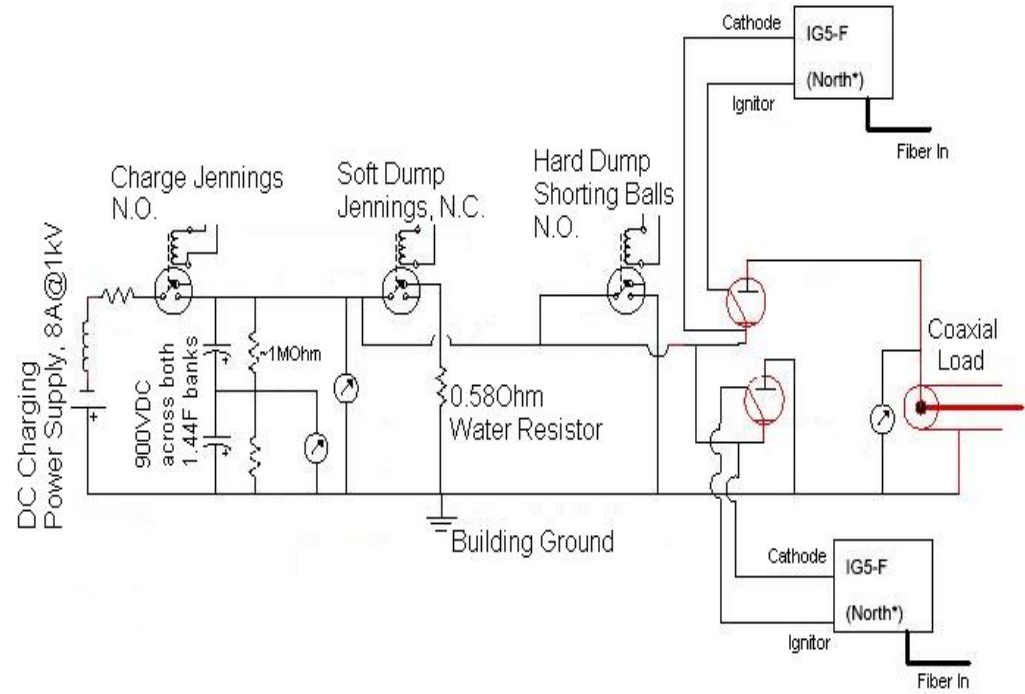 Cathode
IG5-F
(North*)
Ignitor
Fiber In
Charge Jennings
N.O.
Soft Dump
Jennings, N.C.
Hard Dump
Shorting Balls
N.O.
DC Charging
Power Supply, 8A@1kV
+
900VDC
across both
1.44F banks
+
+
~1MOhm
0.58Ohm
Water Resistor
Coaxial
Load
Building Ground
Cathode
IG5-F
(North*)
Ignitor
Fiber In